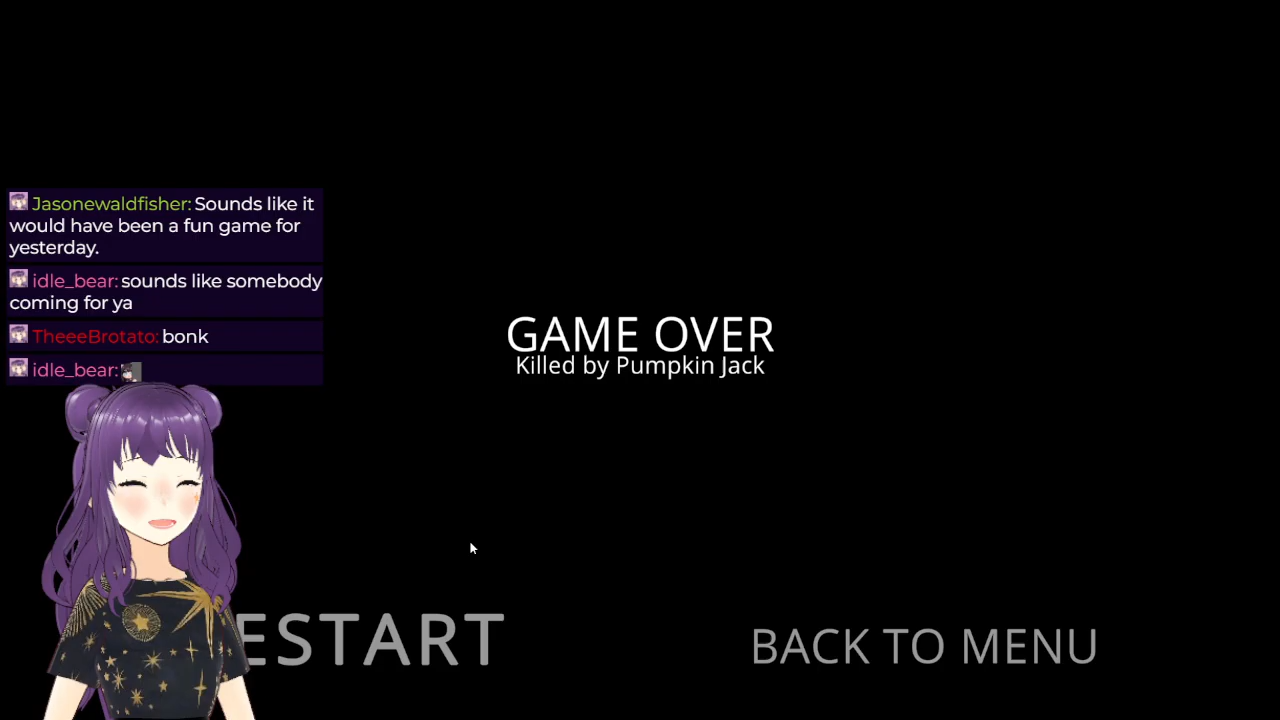 Jasonewaldfisher: Sounds like it
would have been a fun game for
yesterday.
idle_bear: sounds like somebody
coming for ya
TheeeBrotato: bonk
idle_bear:
GAME OVER
Killed by Pumpkin Jack
ESTART
BACK TO MENU